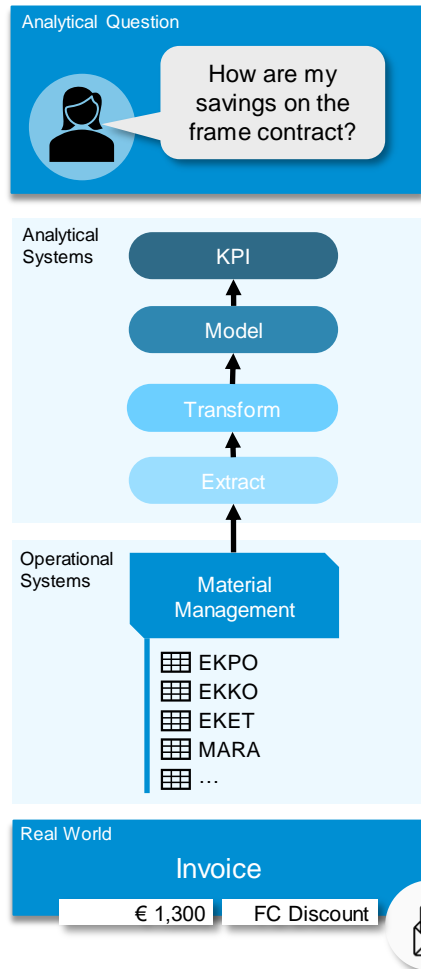 Analytical Question
How are my
savings on the
frame contract?
Analytical
Systems
KPI
Model
Transform
Extract
Operational
Systems
Material
Management
EKPO
EKKO
EKET
MARA
…
Real World
Invoice
€ 1,300
FC Discount